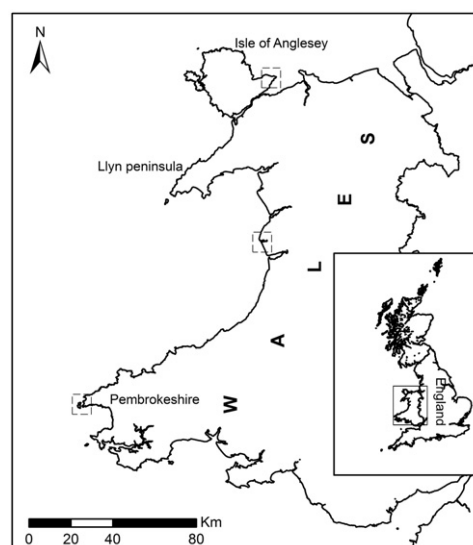 N
Isle of Anglesey
Llyn peninsula
S
E
L
A
W
Pembrokeshire
England
Km
0 20 40 80